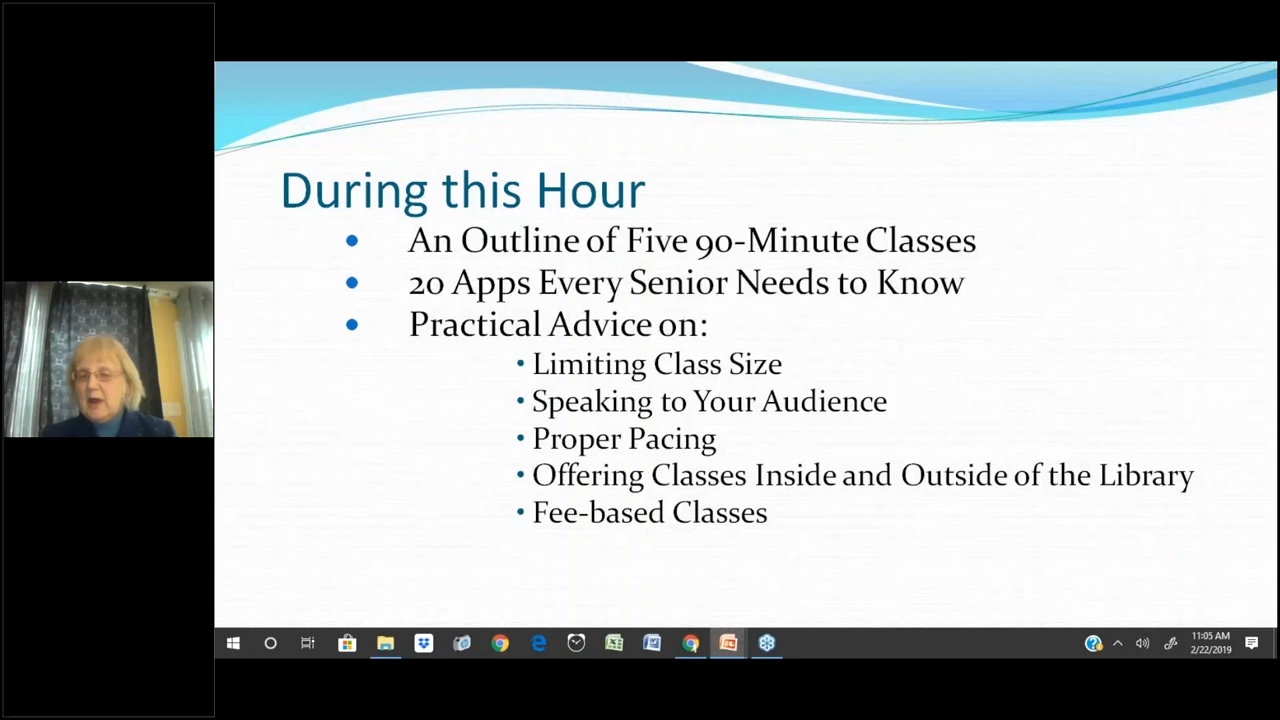 During this Hour
• An Outline of Five 90-Minute Classes
• 20 Apps Every Senior Needs to Know
• Practical Advice on:
• Limiting Class Size
• Speaking to Your Audience
• Proper Pacing
• Offering Classes Inside and Outside of the Library
• Fee-based Classes
11:05 AM
2/22/2019